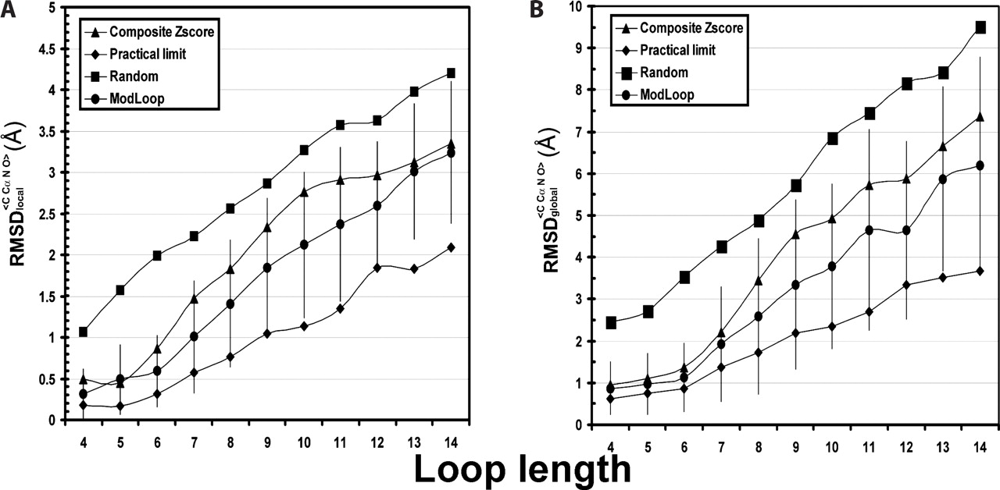 A
5
4.5
4
3.5
3
2.5
2
1.5
1
0.5
0
RMSD<C Cα N O>local (Å)
Composite Zscore
Practical limit
Random
ModLoop
4 5 6 7 8 9 10 11 12 13 14
B
10
9
8
7
6
5
4
3
2
1
0
RMSD<C Cα N O>global (Å)
Composite Zscore
Practical limit
Random
ModLoop
4 5 6 7 8 9 10 11 12 13 14
Loop length